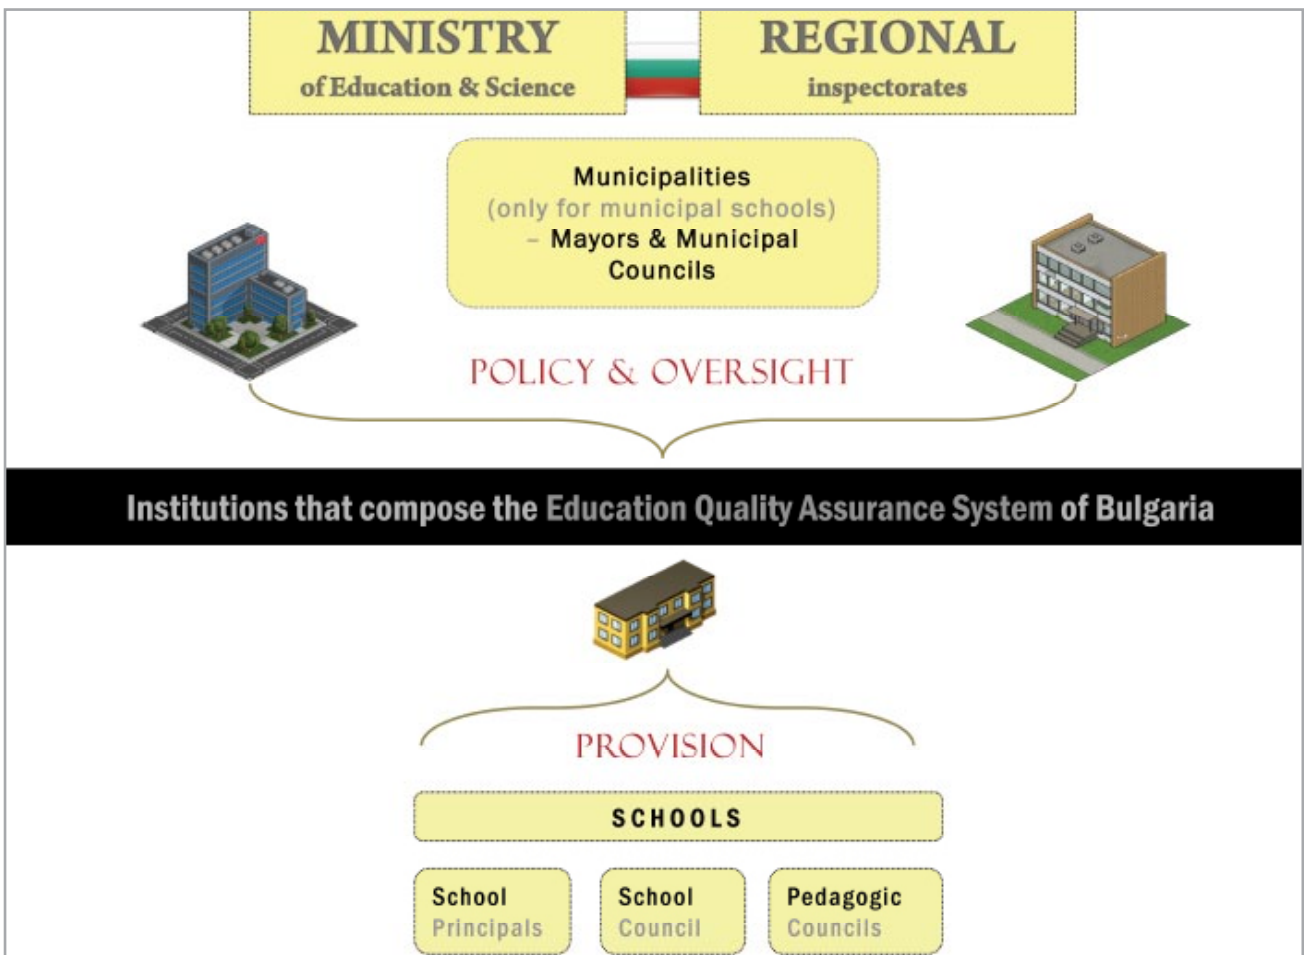 MINISTRY
of Education & Science
REGIONAL
inspectorates
Municipalities
(only for municipal schools)
– Mayors & Municipal
Councils
POLICY & OVERSIGHT
Institutions that compose the Education Quality Assurance System of Bulgaria
PROVISION
SCHOOLS
School
Principals
School
Council
Pedagogic
Councils